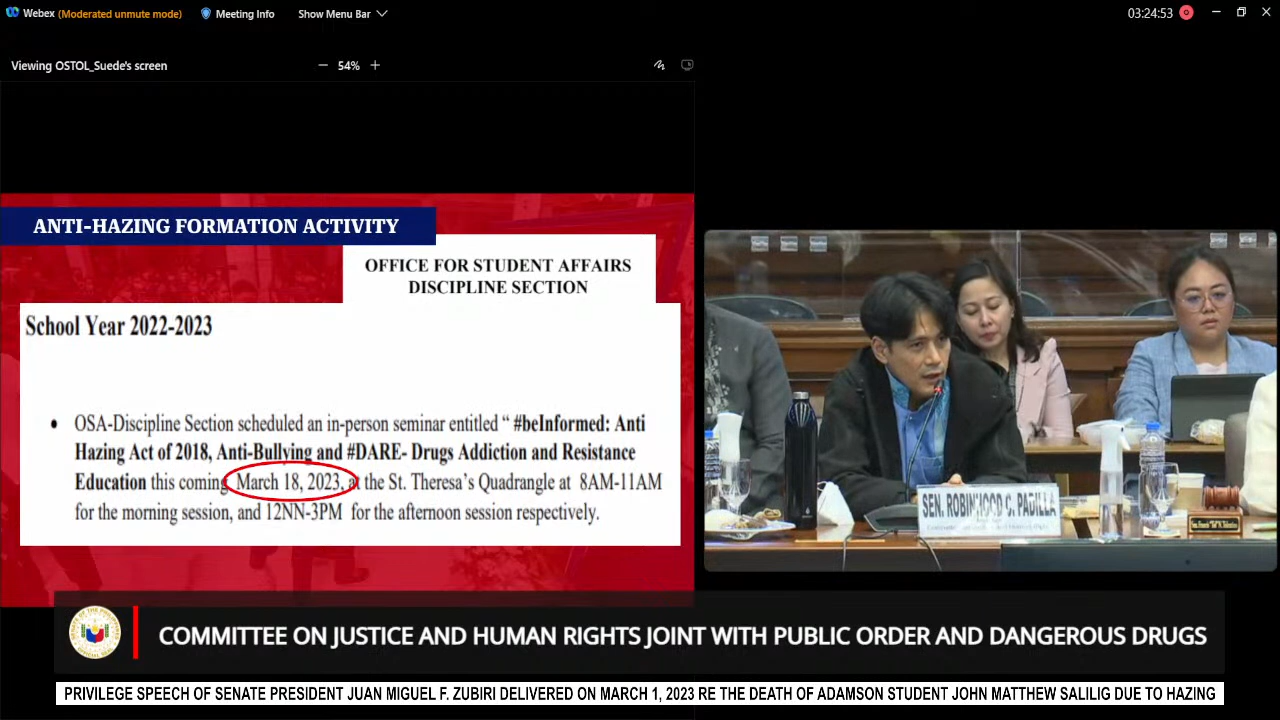 Webex (Moderated unmute mode) Meeting Info Show Menu Bar 03:24:53
Viewing OSTOL_Suede's screen 54%
ANTI-HAZING FORMATION ACTIVITY
OFFICE FOR STUDENT AFFAIRS
DISCIPLINE SECTION
School Year 2022-2023
• OSA-Discipline Section scheduled an in-person seminar entitled “ #beInformed: Anti
Hazing Act of 2018, Anti-Bullying and #DARE- Drugs Addiction and Resistance
Education this coming March 18, 2023, at the St. Theresa’s Quadrangle at 8AM-11AM
for the morning session, and 12NN-3PM for the afternoon session respectively.
SEN. ROBINHOOD C. PADILLA
COMMITTEE ON JUSTICE AND HUMAN RIGHTS JOINT WITH PUBLIC ORDER AND DANGEROUS DRUGS
PRIVILEGE SPEECH OF SENATE PRESIDENT JUAN MIGUEL F. ZUBIRI DELIVERED ON MARCH 1, 2023 RE THE DEATH OF ADAMSON STUDENT JOHN MATTHEW SALILIG DUE TO HAZING